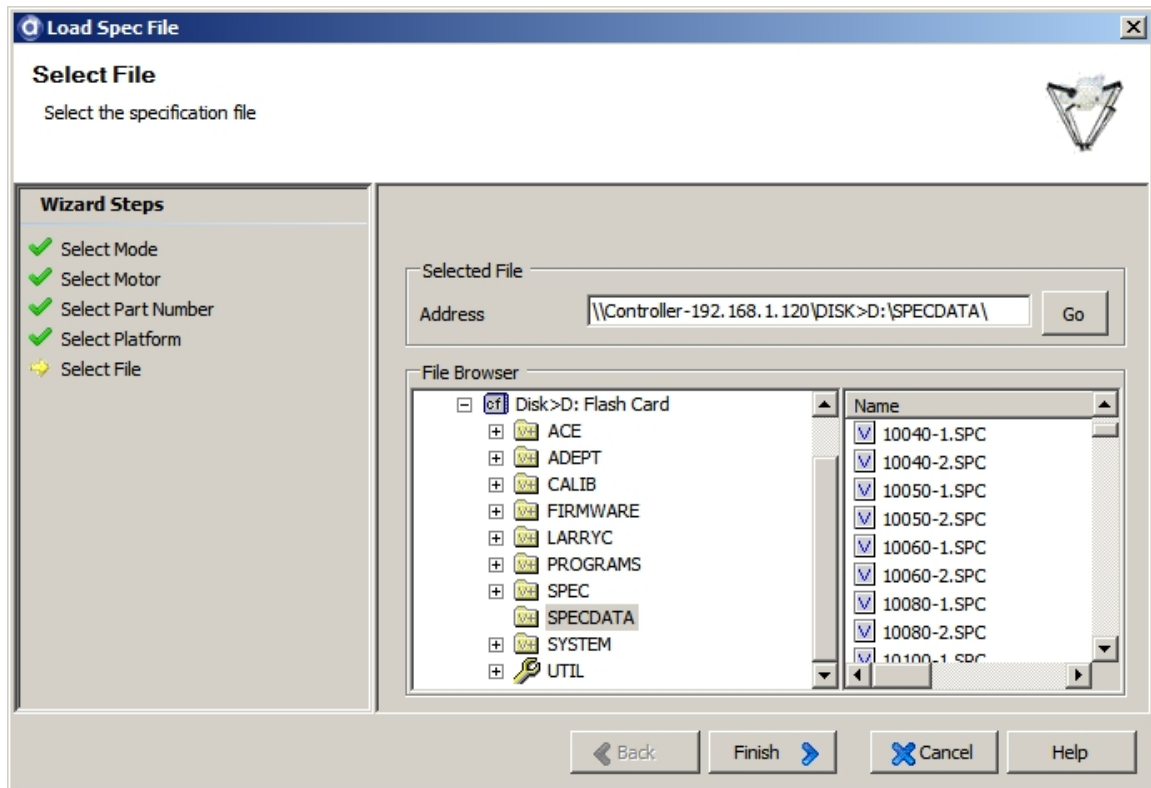 Load Spec File
Select File
Select the specification file
Wizard Steps
Select Mode
Select Motor
Select Part Number
Select Platform
Select File
Selected File
Address
\\Controller-192.168.1.120\DISK>D:\SPECDATA\
Go
File Browser
Disk>D: Flash Card
ACE
ADEPT
CALIB
FIRMWARE
LARRYC
PROGRAMS
SPEC
SPECDATA
SYSTEM
UTIL
Name
10040-1.SPC
10040-2.SPC
10050-1.SPC
10050-2.SPC
10060-1.SPC
10060-2.SPC
10080-1.SPC
10080-2.SPC
10100-1.SPC
Back
Finish
Cancel
Help